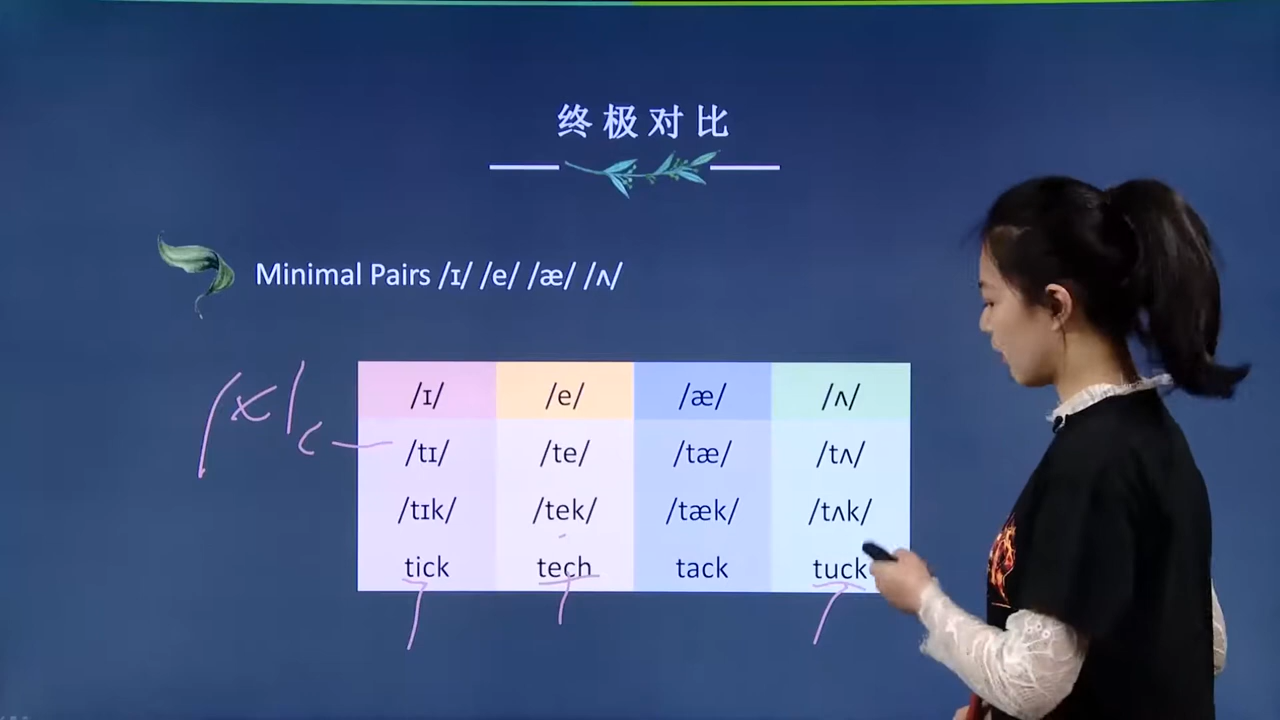 终极对比
Minimal Pairs /ɪ/ /e/ /æ/ /ʌ/
/ɪ/ /e/ /æ/ /ʌ/
/tɪ/ /te/ /tæ/ /tʌ/
/tɪk/ /tek/ /tæk/ /tʌk/
tick tech tack tuck